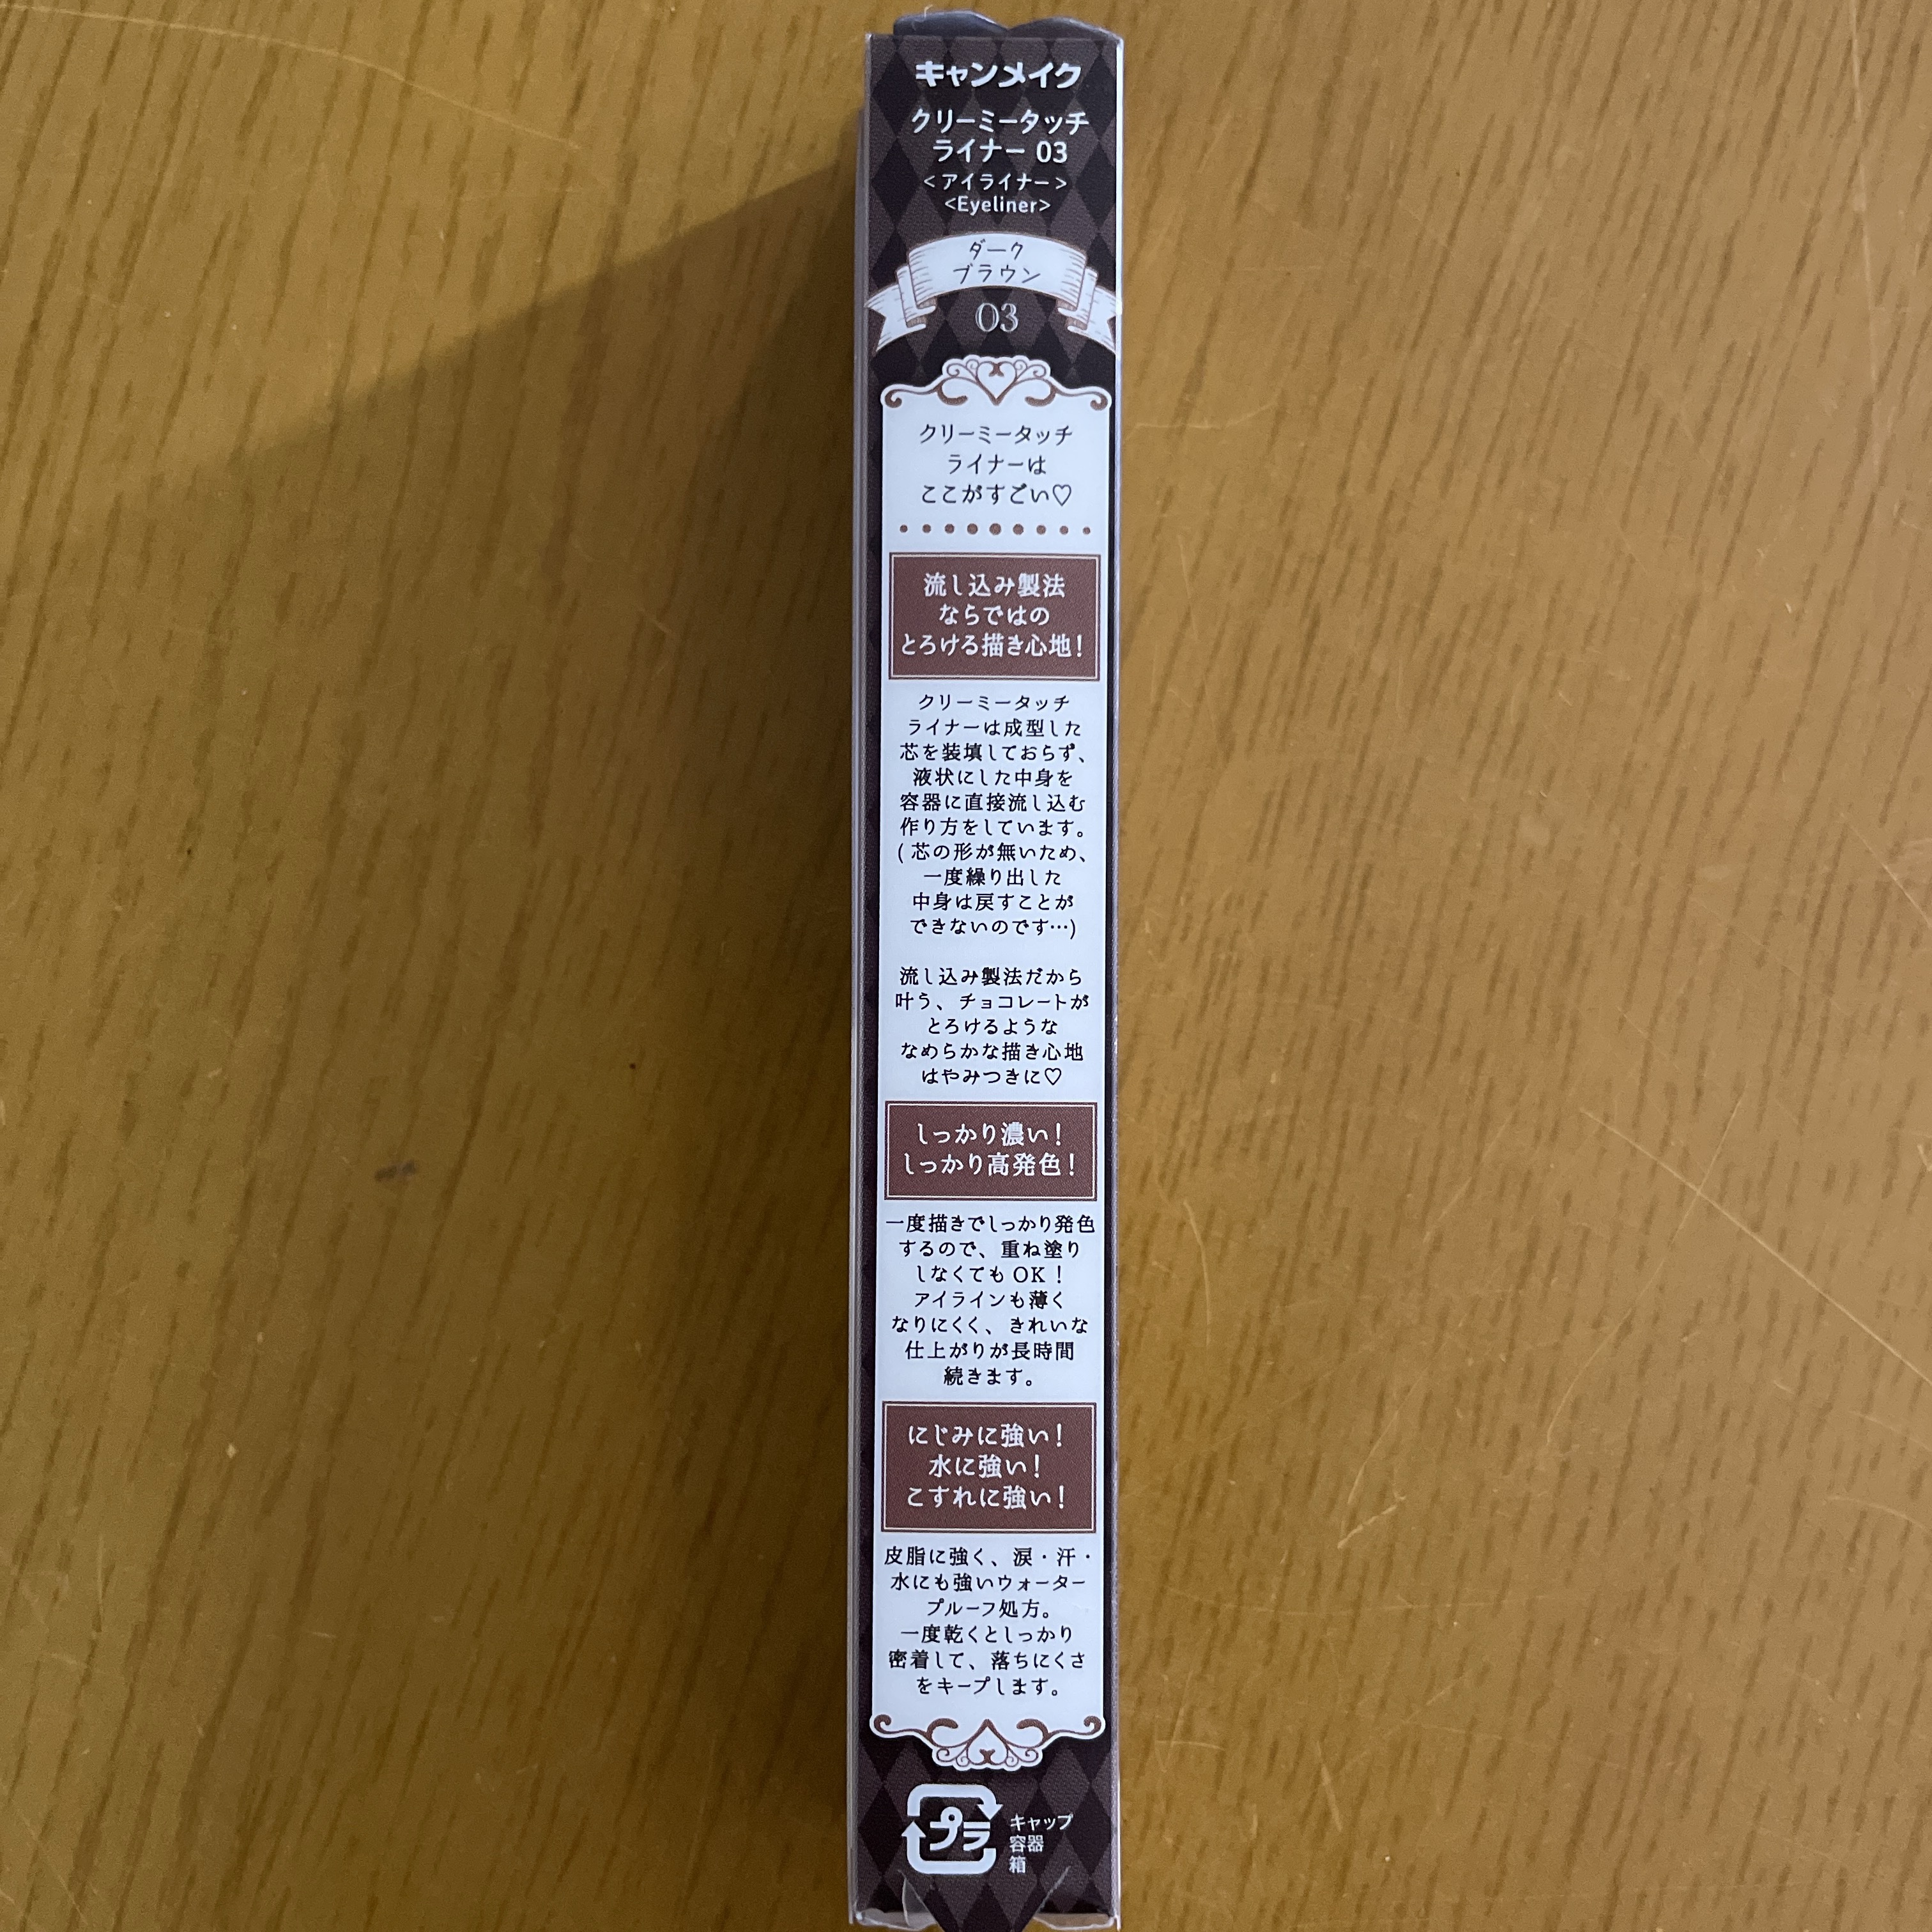 キャンメイク
クリーミータッチ
ライナー 03
<アイライナー>
<Eyeliner>
ダーク
ブラウン
03
クリーミータッチ
ライナーは
ここがすごい♡
流し込み製法
ならではの
とろける描き心地！
クリーミータッチ
ライナーは成型した
芯を装填しておらず、
液状にした中身を
容器に直接流し込む
作り方をしています。
(芯の形が無いため、
一度繰り出した
中身は戻すことが
できないのです…)
流し込み製法だから
叶う、チョコレートが
とろけるような
なめらかな描き心地
はやみつきに♡
しっかり濃い！
しっかり高発色！
一度描きでしっかり発色
するので、重ね塗り
しなくてもOK！
アイラインも薄く
なりにくく、きれいな
仕上がりが長時間
続きます。
にじみに強い！
水に強い！
こすれに強い！
皮脂に強く、涙・汗・
水にも強いウォーター
プルーフ処方。
一度乾くとしっかり
密着して、落ちにくさ
をキープします。
プラ
キャップ
容器
箱